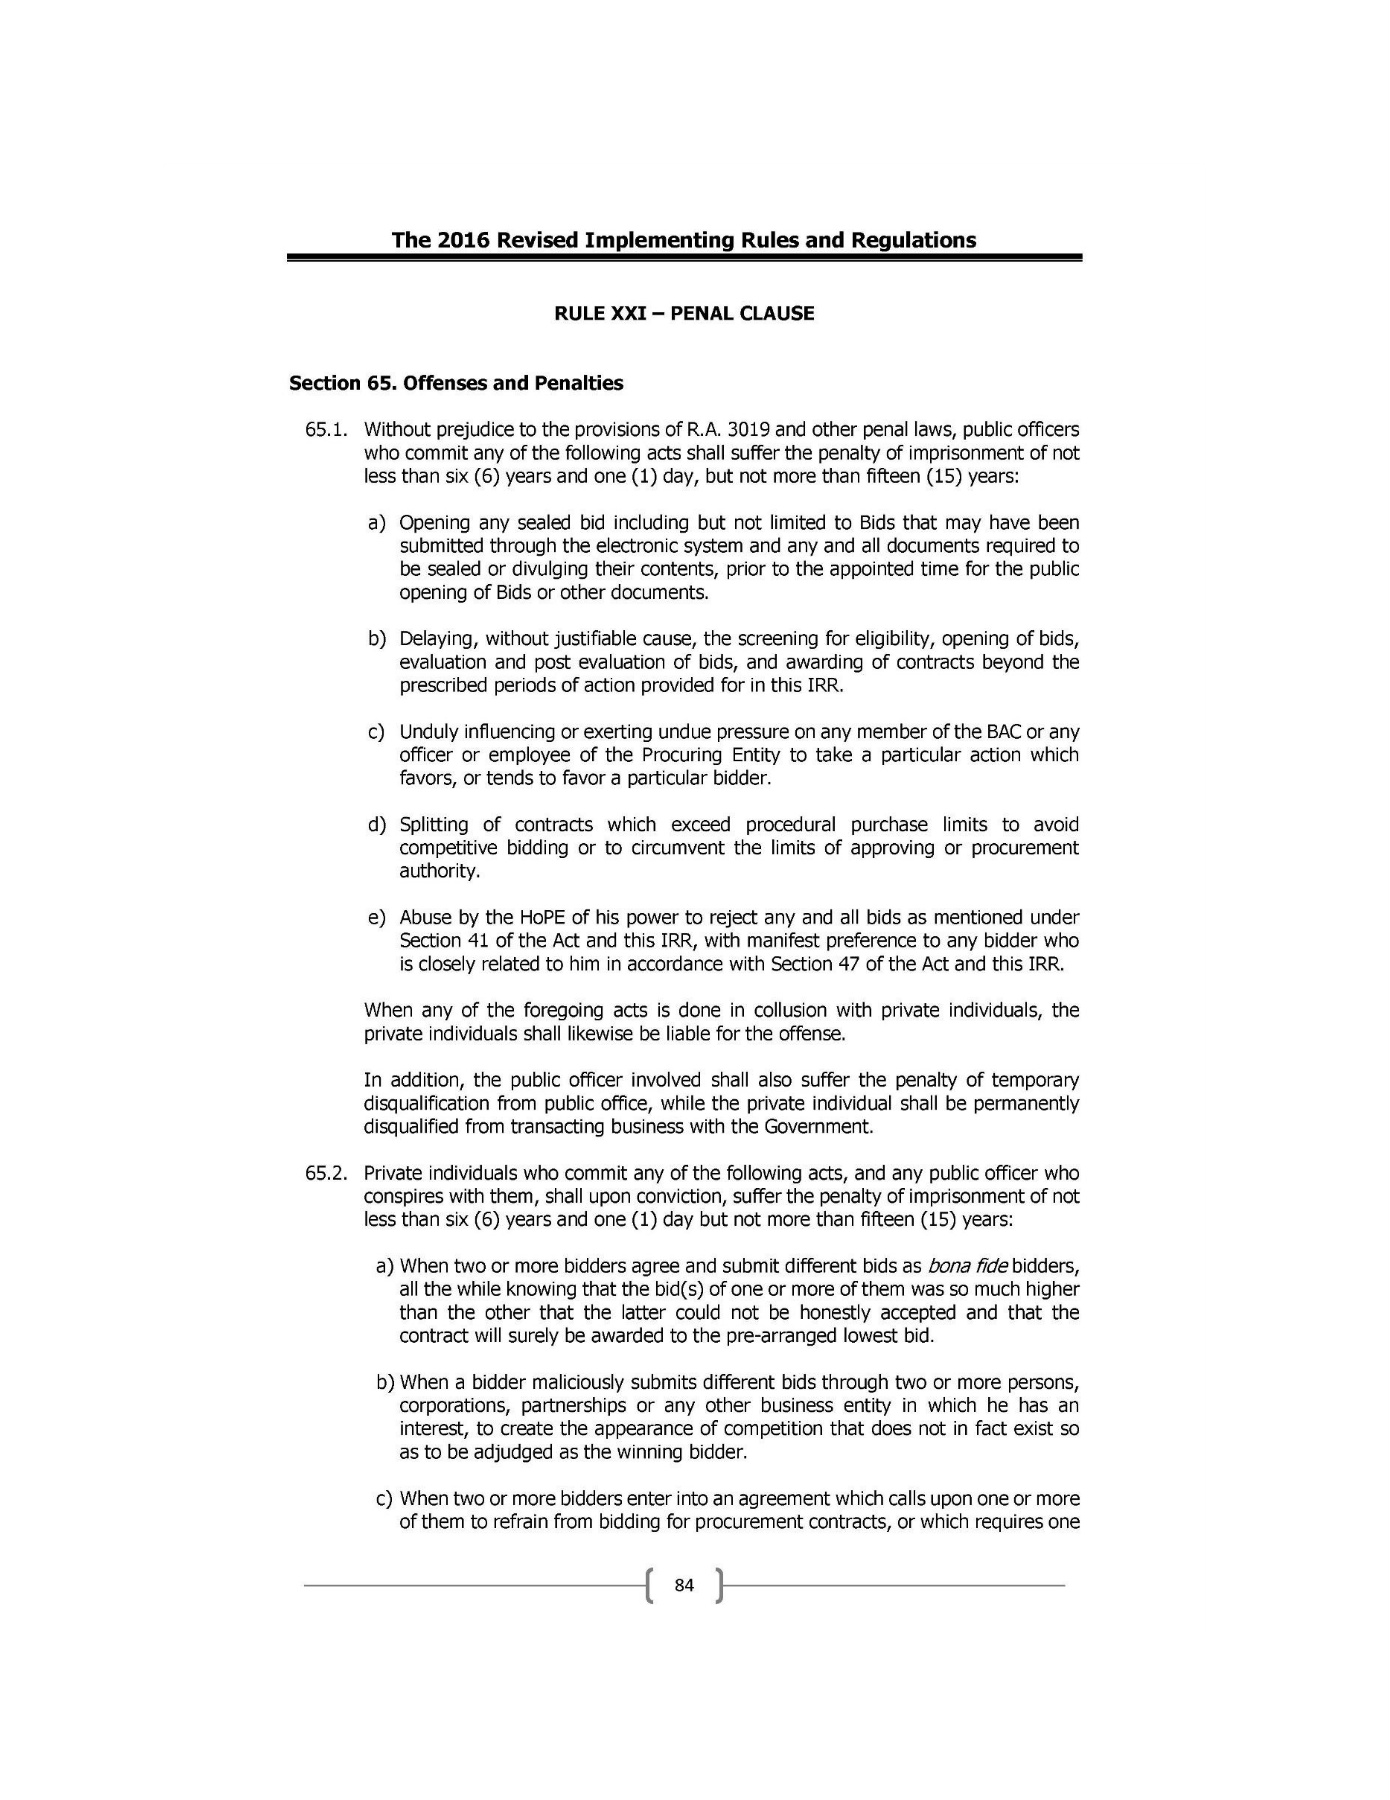 The 2016 Revised Implementing Rules and Regulations
RULE XXI – PENAL CLAUSE
Section 65. Offenses and Penalties
65.1. Without prejudice to the provisions of R.A. 3019 and other penal laws, public officers
who commit any of the following acts shall suffer the penalty of imprisonment of not
less than six (6) years and one (1) day, but not more than fifteen (15) years:
a) Opening any sealed bid including but not limited to Bids that may have been
submitted through the electronic system and any and all documents required to
be sealed or divulging their contents, prior to the appointed time for the public
opening of Bids or other documents.
b) Delaying, without justifiable cause, the screening for eligibility, opening of bids,
evaluation and post evaluation of bids, and awarding of contracts beyond the
prescribed periods of action provided for in this IRR.
c) Unduly influencing or exerting undue pressure on any member of the BAC or any
officer or employee of the Procuring Entity to take a particular action which
favors, or tends to favor a particular bidder.
d) Splitting of contracts which exceed procedural purchase limits to avoid
competitive bidding or to circumvent the limits of approving or procurement
authority.
e) Abuse by the HoPE of his power to reject any and all bids as mentioned under
Section 41 of the Act and this IRR, with manifest preference to any bidder who
is closely related to him in accordance with Section 47 of the Act and this IRR.
When any of the foregoing acts is done in collusion with private individuals, the
private individuals shall likewise be liable for the offense.
In addition, the public officer involved shall also suffer the penalty of temporary
disqualification from public office, while the private individual shall be permanently
disqualified from transacting business with the Government.
65.2. Private individuals who commit any of the following acts, and any public officer who
conspires with them, shall upon conviction, suffer the penalty of imprisonment of not
less than six (6) years and one (1) day but not more than fifteen (15) years:
a) When two or more bidders agree and submit different bids as bona fide bidders,
all the while knowing that the bid(s) of one or more of them was so much higher
than the other that the latter could not be honestly accepted and that the
contract will surely be awarded to the pre-arranged lowest bid.
b) When a bidder maliciously submits different bids through two or more persons,
corporations, partnerships or any other business entity in which he has an
interest, to create the appearance of competition that does not in fact exist so
as to be adjudged as the winning bidder.
c) When two or more bidders enter into an agreement which calls upon one or more
of them to refrain from bidding for procurement contracts, or which requires one
84